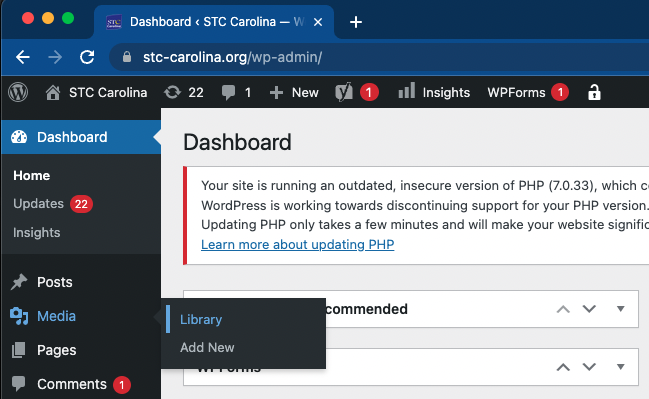 STC
Carolina
Dashboard ‹ STC Carolina — W
stc-carolina.org/wp-admin/
STC Carolina
22
1
New
1
Insights
WPForms
1
Dashboard
Home
Updates 22
Insights
Posts
Media
Pages
Comments 1
Library
Add New
Dashboard
Your site is running an outdated, insecure version of PHP (7.0.33), which
WordPress is working towards discontinuing support for your PHP version.
Updating PHP only takes a few minutes and will make your website
Learn more about updating PHP
commended
WPForms